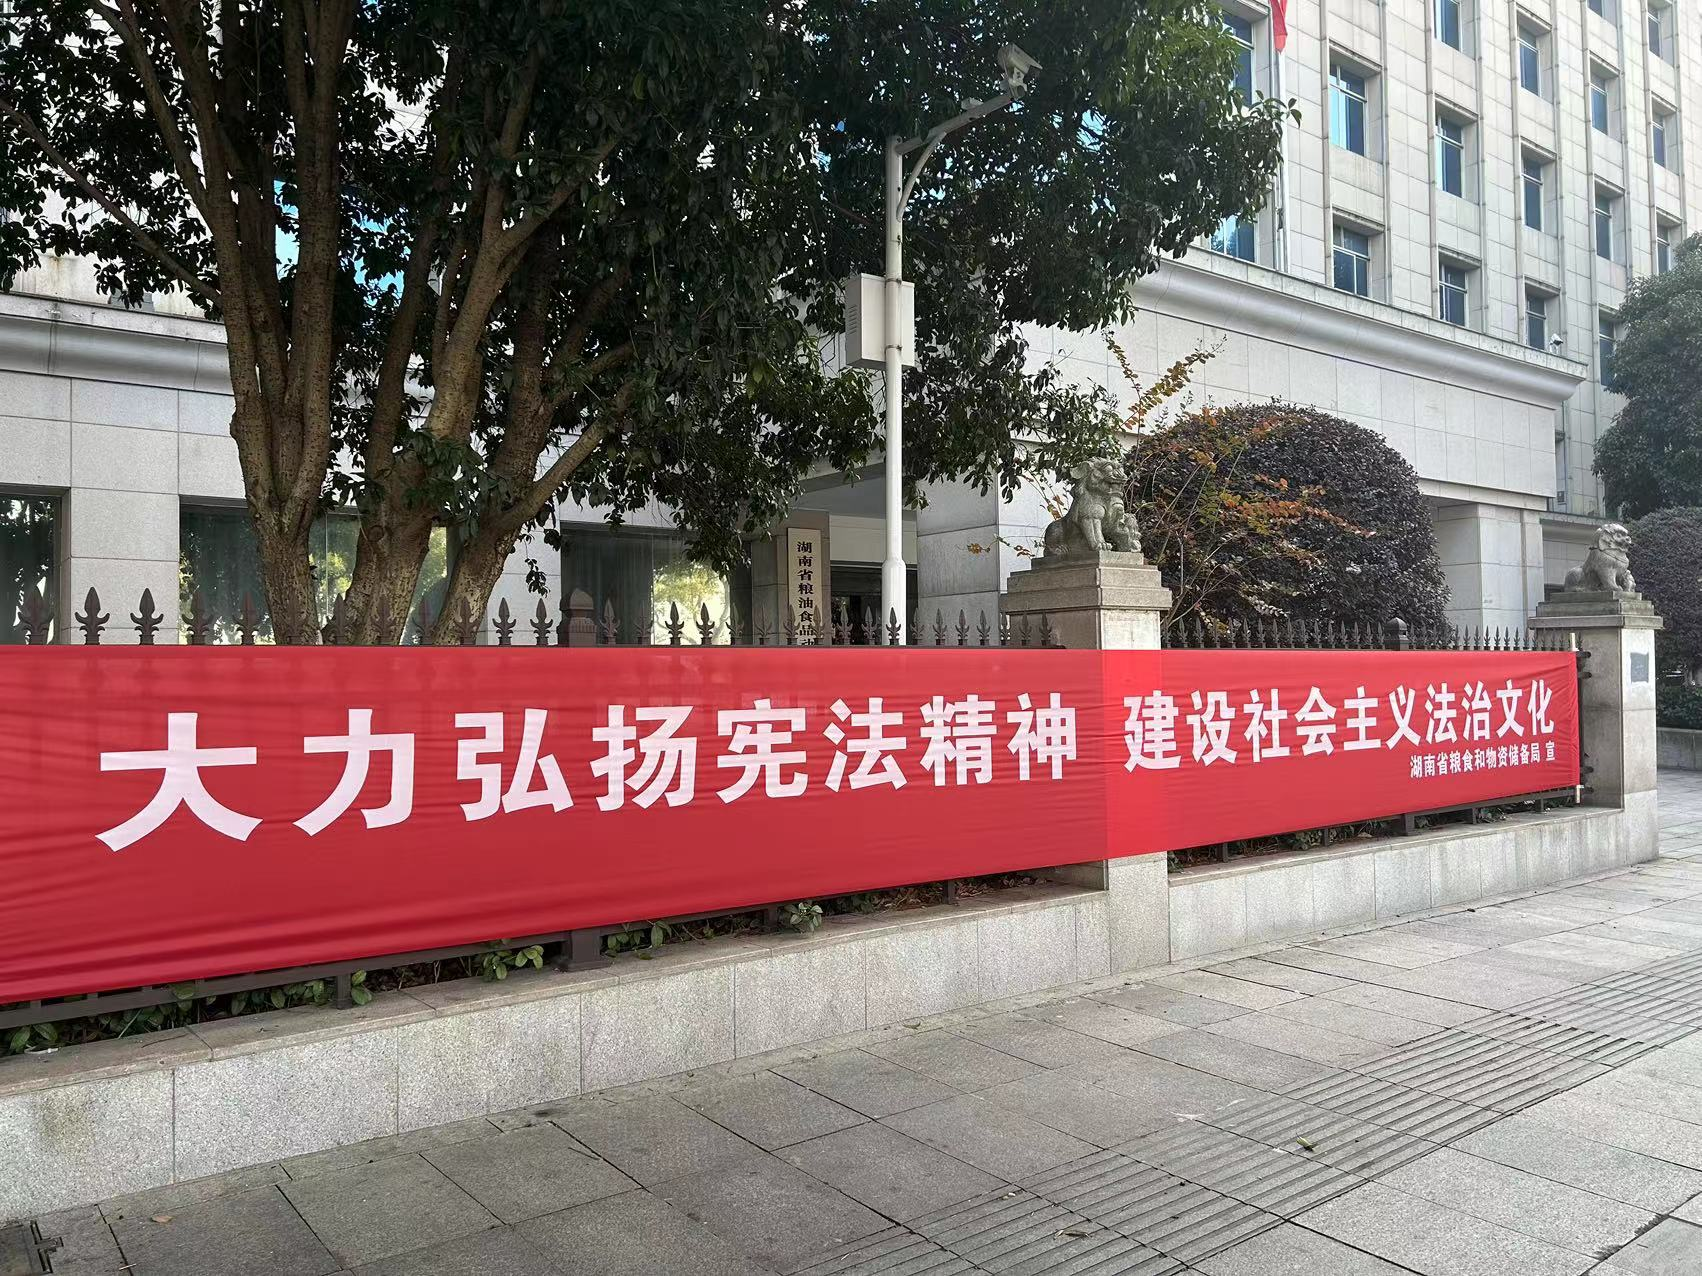 湖南省粮油食品
大力弘扬宪法精神 建设社会主义法治文化
湖南省粮食和物资储备局 宣